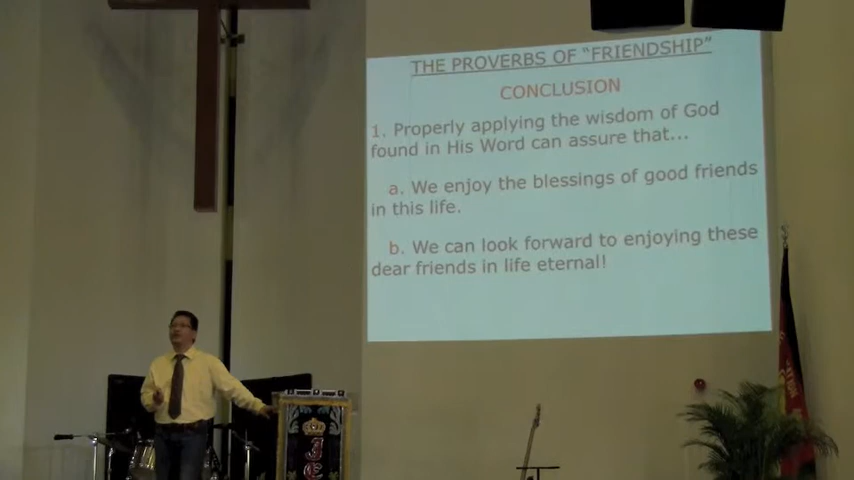 THE PROVERBS OF "FRIENDSHIP"
CONCLUSION
1. Properly applying the wisdom of God
found in His Word can assure that...
a. We enjoy the blessings of good friends
in this life.
b. We can look forward to enjoying these
dear friends in life eternal!